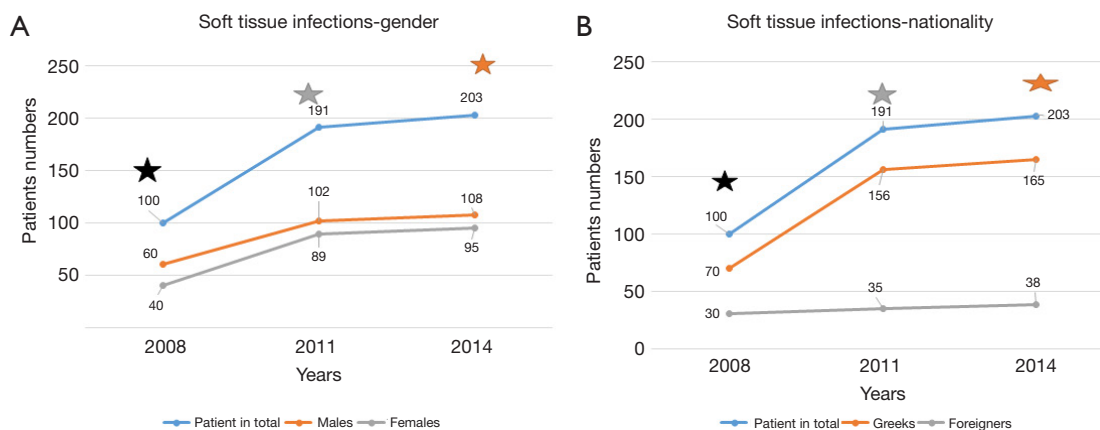 A
Soft tissue infections-gender
Patients numbers
250
200
150
100
50
100
191
203
60
102
108
40
89
95
2008 2011 2014
Years
Patient in total Males Females
B
Soft tissue infections-nationality
Patients numbers
250
200
150
100
50
0
100
191
203
70
156
165
30
35
38
2008 2011 2014
Years
Patient in total Greeks Foreigners